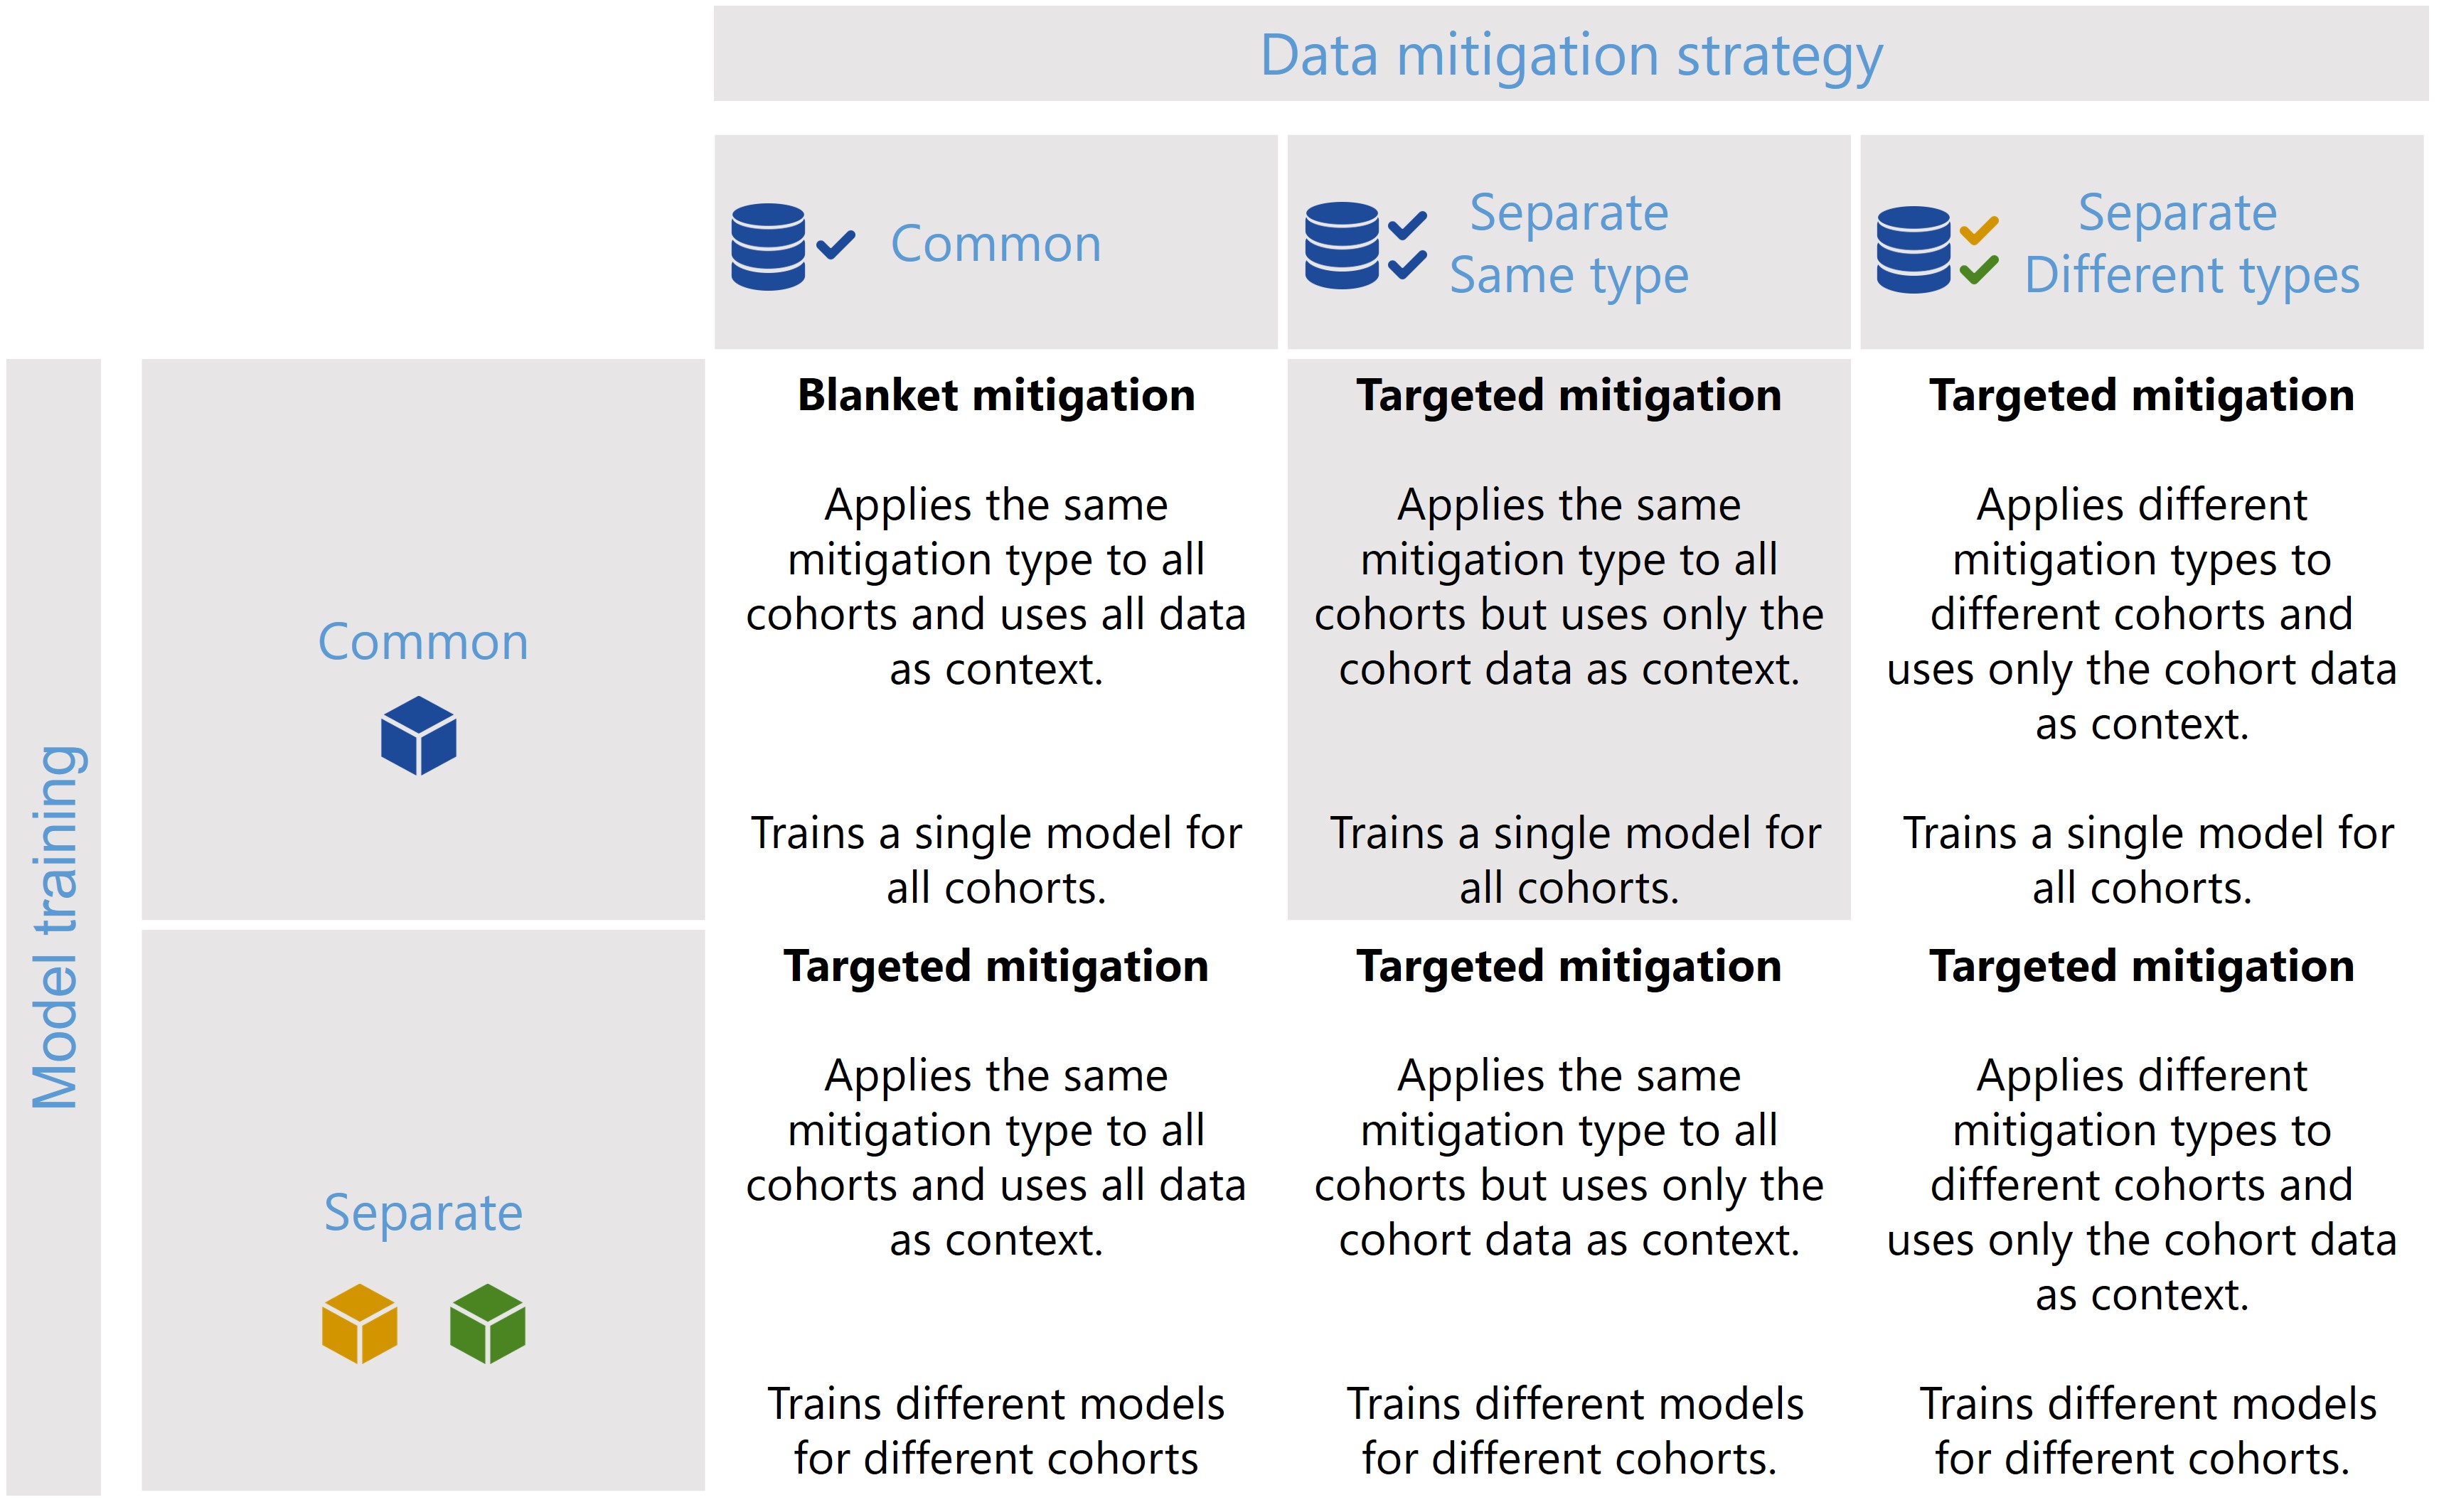 Data mitigation strategy
Common
Separate
Same type
Separate
Different types
Model training
Common
Blanket mitigation
Applies the same
mitigation type to all
cohorts and uses all data
as context.
Trains a single model for
all cohorts.
Targeted mitigation
Applies the same
mitigation type to all
cohorts but uses only the
cohort data as context.
Trains a single model for
all cohorts.
Targeted mitigation
Applies different
mitigation types to
different cohorts and
uses only the cohort data
as context.
Trains a single model for
all cohorts.
Separate
Targeted mitigation
Applies the same
mitigation type to all
cohorts and uses all data
as context.
Trains different models
for different cohorts
Targeted mitigation
Applies the same
mitigation type to all
cohorts but uses only the
cohort data as context.
Trains different models
for different cohorts.
Targeted mitigation
Applies different
mitigation types to
different cohorts and
uses only the cohort data
as context.
Trains different models
for different cohorts.